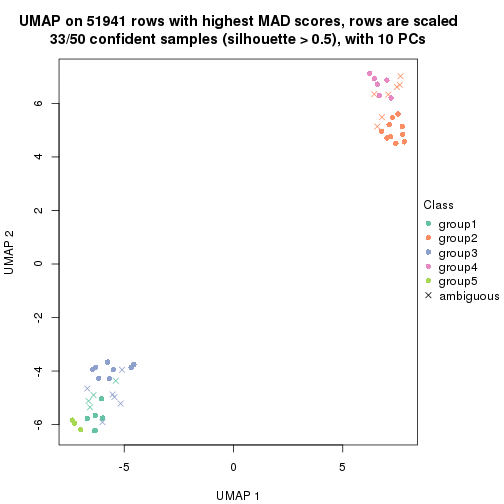 UMAP on 51941 rows with highest MAD scores, rows are scaled
33/50 confident samples (silhouette > 0.5), with 10 PCs
6
4
2
0
-2
-4
-6
UMAP 2
-5
0
5
UMAP 1
Class
group1
group2
group3
group4
group5
ambiguous